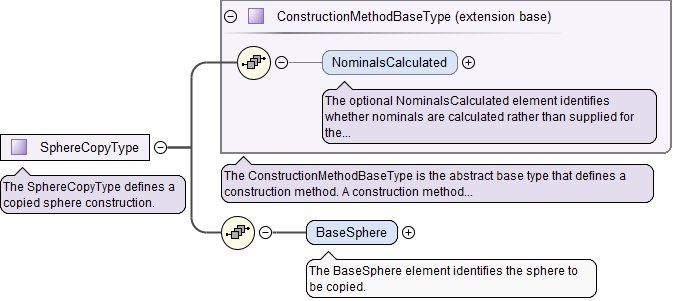 ConstructionMethodBaseType (extension base)
NominalsCalculated
The optional NominalsCalculated element identifies
whether nominals are calculated rather than supplied for
the...
SphereCopyType
The SphereCopyType defines a
copied sphere construction.
The ConstructionMethodBaseType is the abstract base type that defines a
construction method. A construction method...
BaseSphere
The BaseSphere element identifies the sphere to
be copied.